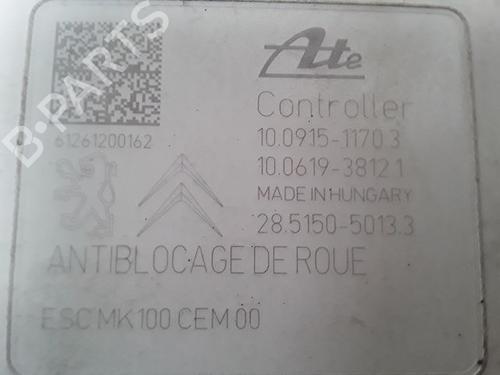 Ate
61261200162
Controller
10.0915-1170.3
10.0619-3812.1
MADE IN HUNGARY
28.5150-5013.3
ANTIBLOCAGE DE ROUE
ESC MK100 CEM 00
B-PARTS